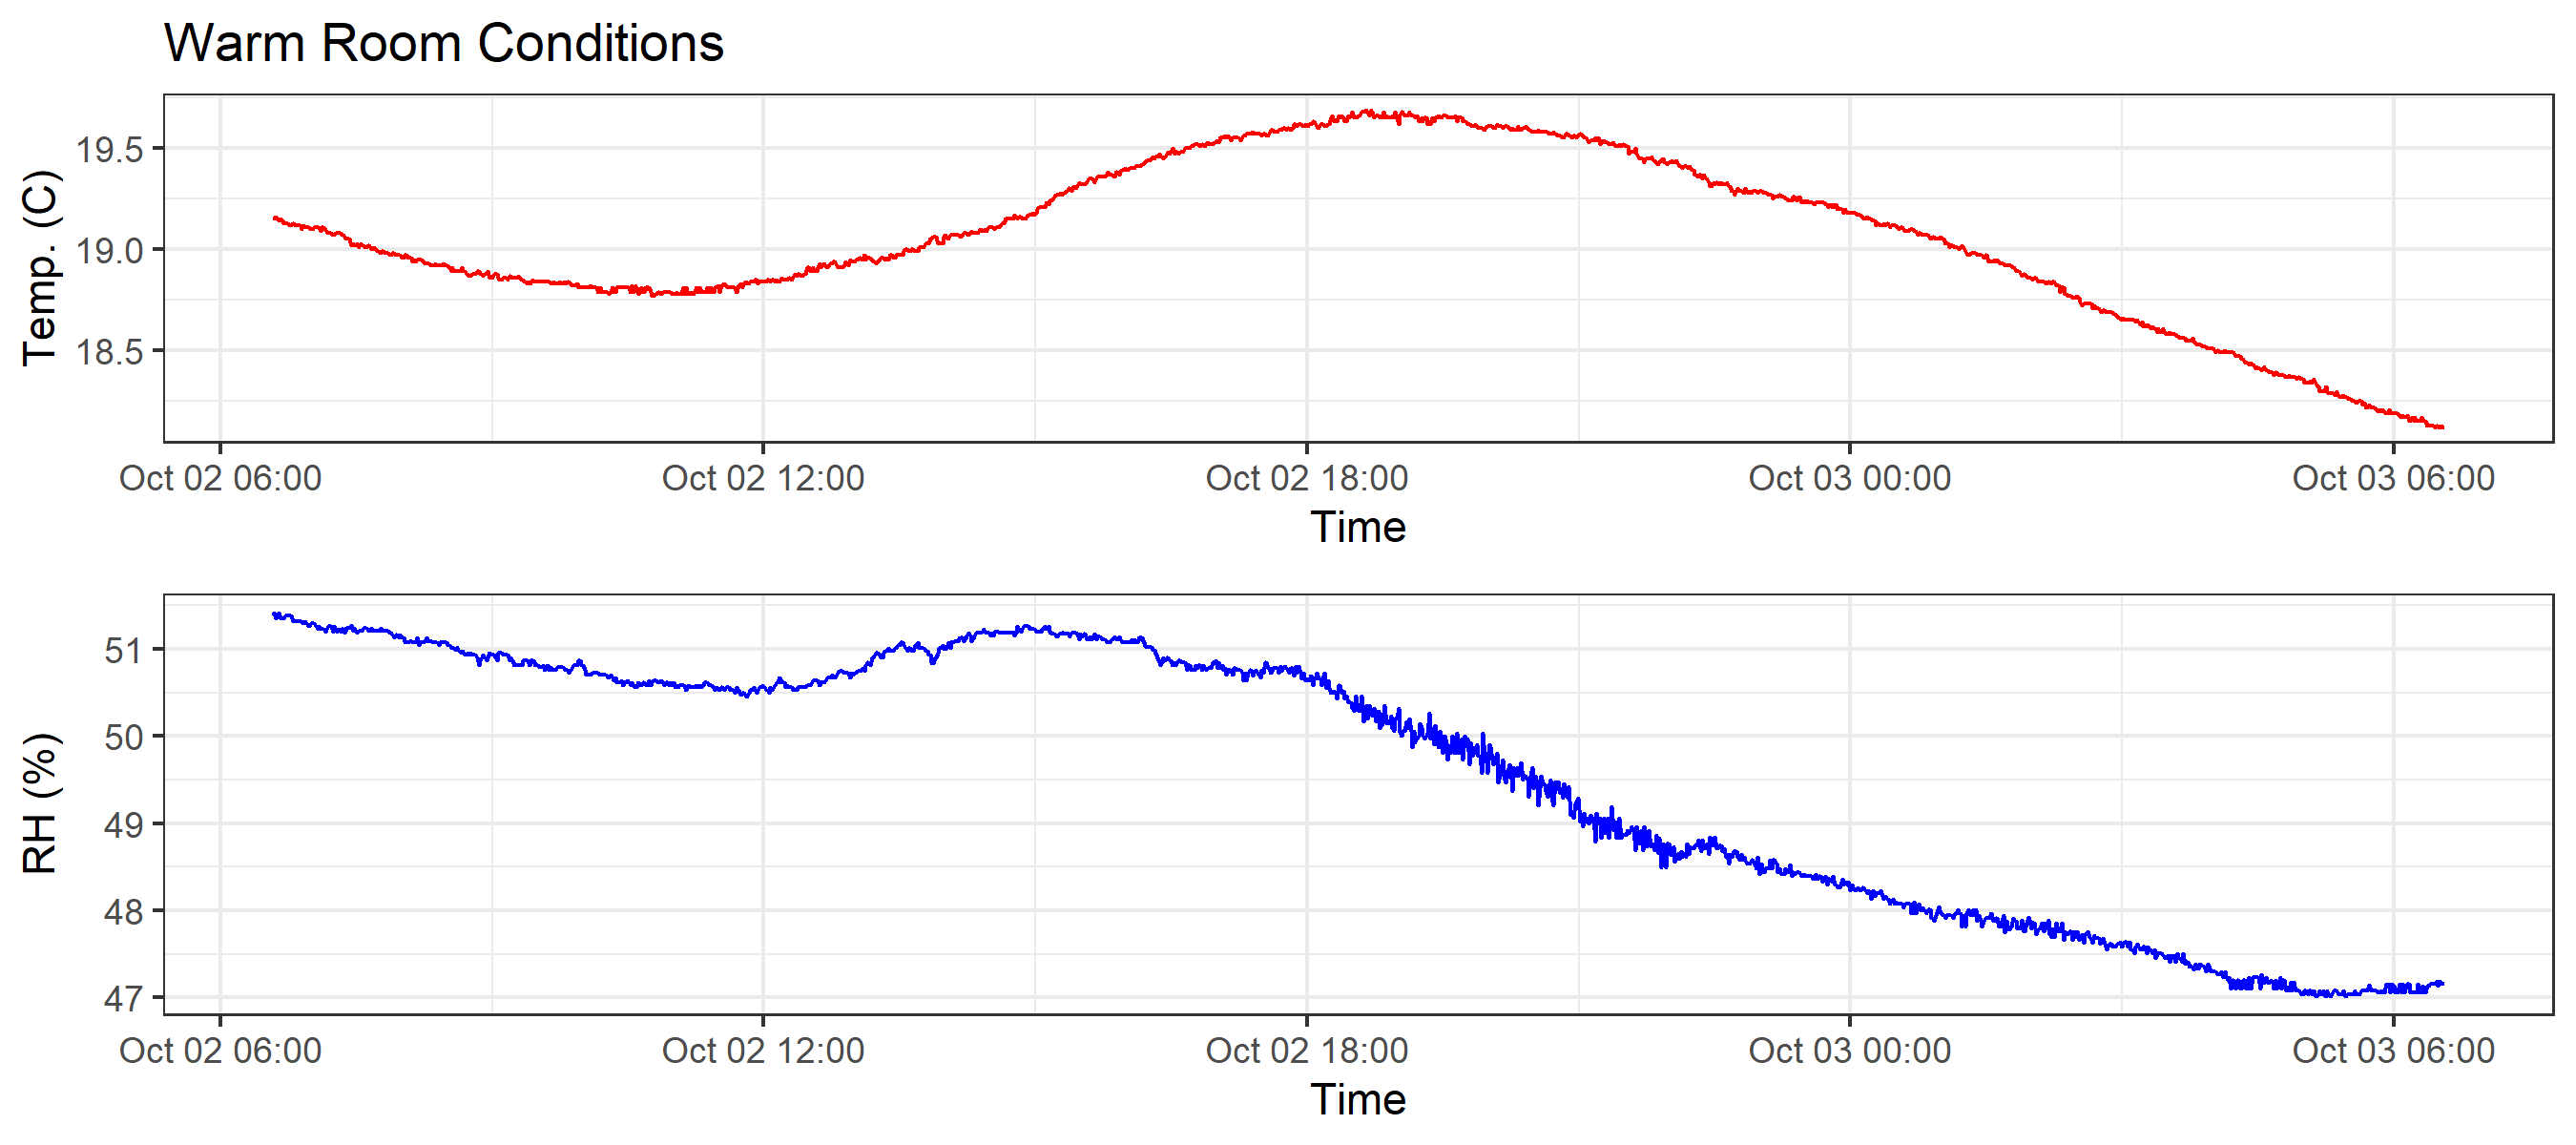 Warm Room Conditions
Temp. (C)
19.5
19.0
18.5
Oct 02 06:00 Oct 02 12:00 Oct 02 18:00 Oct 03 00:00 Oct 03 06:00
Time
RH (%)
51
50
49
48
47
Oct 02 06:00 Oct 02 12:00 Oct 02 18:00 Oct 03 00:00 Oct 03 06:00
Time